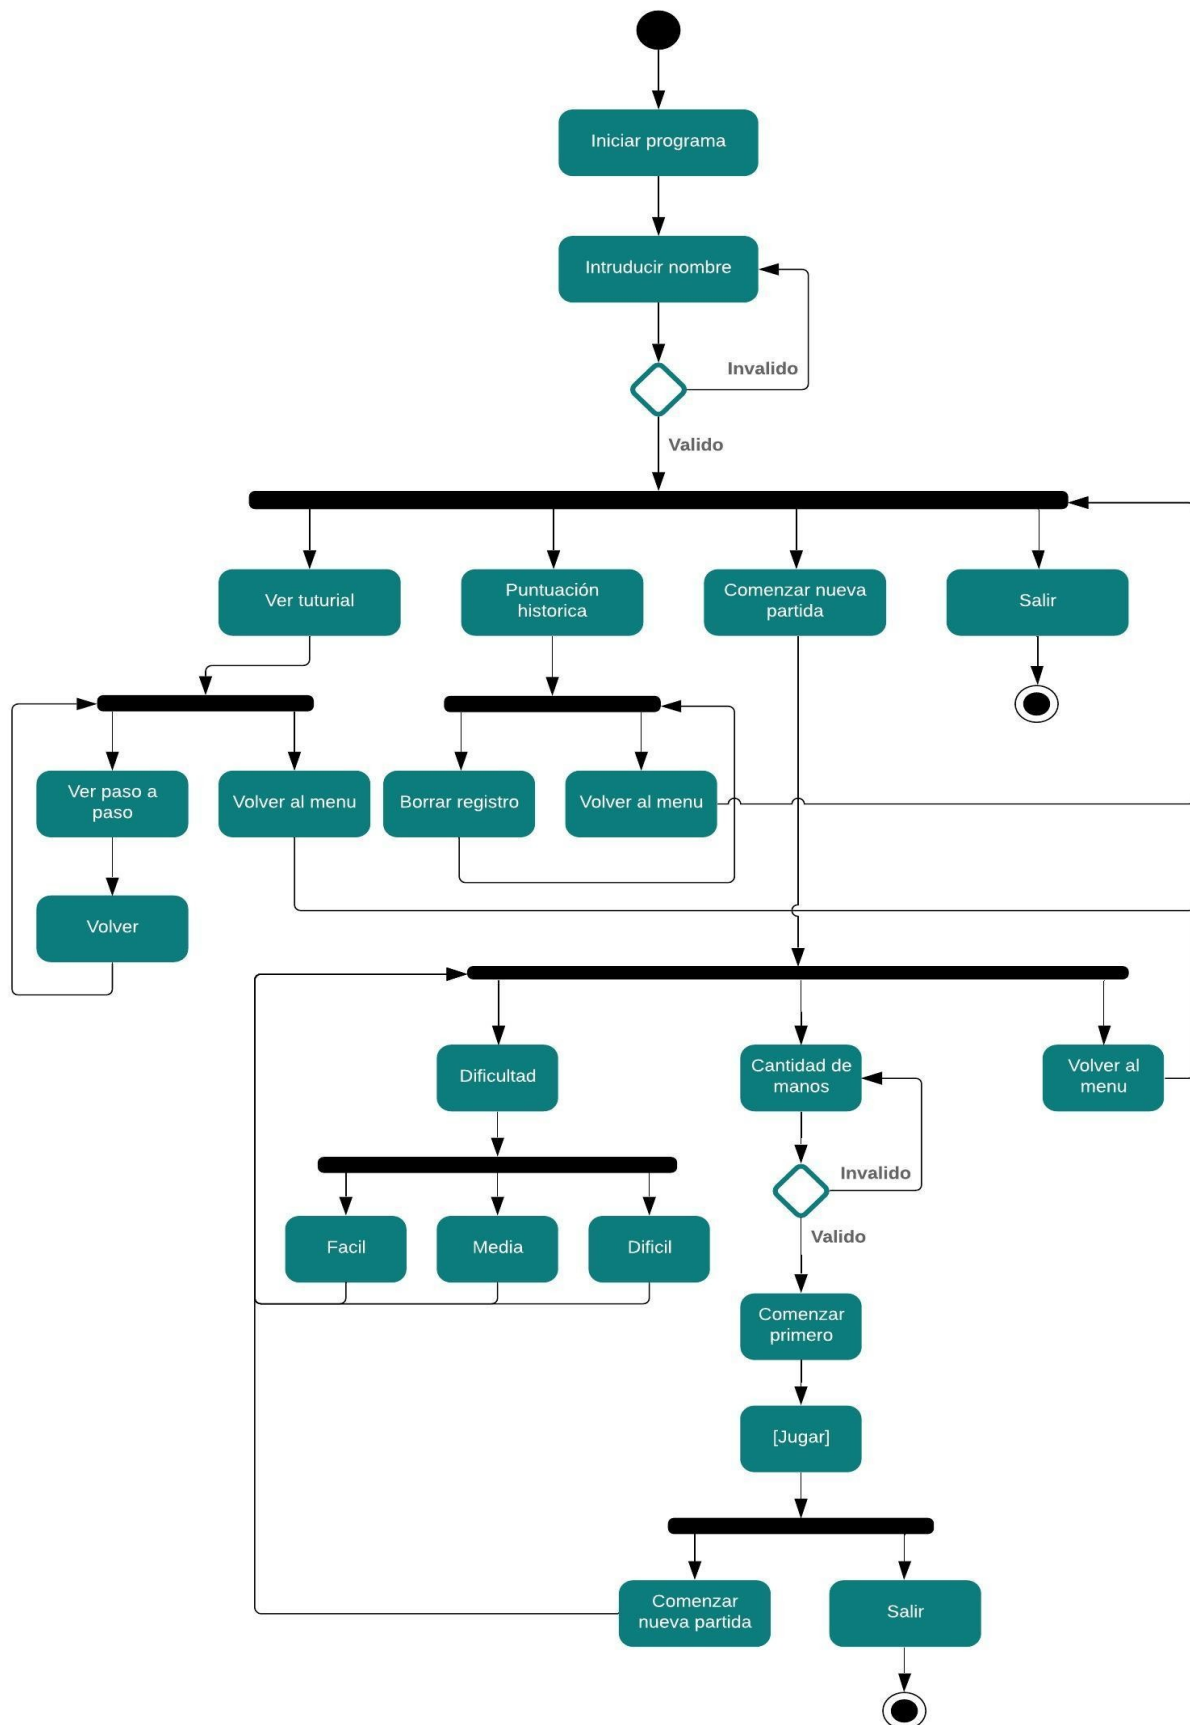 Iniciar programa
Intruducir nombre
Invalido
Valido
Ver tuturial
Puntuación
historica
Comenzar nueva
partida
Salir
Ver paso a
paso
Volver al menu
Borrar registro
Volver al menu
Volver
Dificultad
Cantidad de
manos
Volver al
menu
Invalido
Valido
Facil
Media
Dificil
Comenzar
primero
[Jugar]
Comenzar
nueva partida
Salir